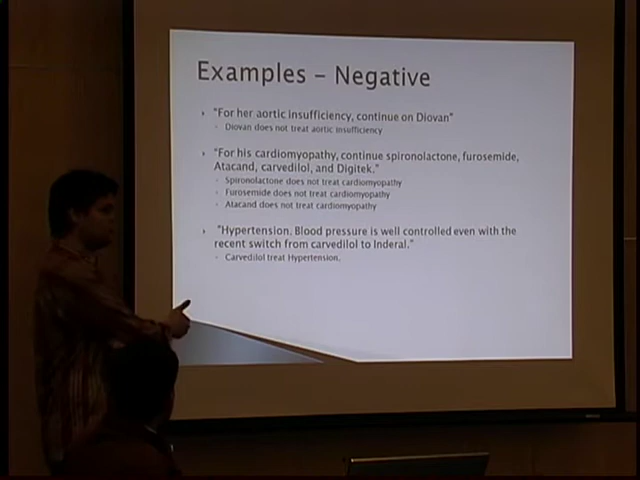 Examples – Negative
"For her aortic insufficiency, continue on Diovan"
Diovan does not treat aortic insufficiency
"For his cardiomyopathy, continue spironolactone, furosemide,
Atacand, carvedilol, and Digitek."
Spironolactone does not treat cardiomyopathy
Furosemide does not treat cardiomyopathy
Atacand does not treat cardiomyopathy
"Hypertension. Blood pressure is well controlled even with the
recent switch from carvedilol to Inderal."
Carvedilol treat Hypertension.